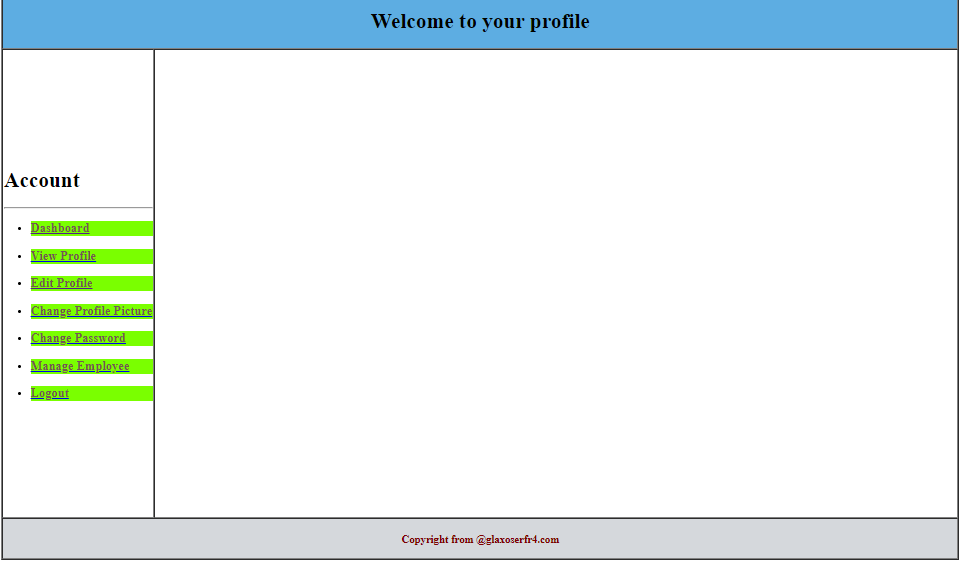 Welcome to your profile
Account
Dashboard
View Profile
Edit Profile
Change Profile Picture
Change Password
Manage Employee
Logout
Copyright from @glaxoserfr4.com